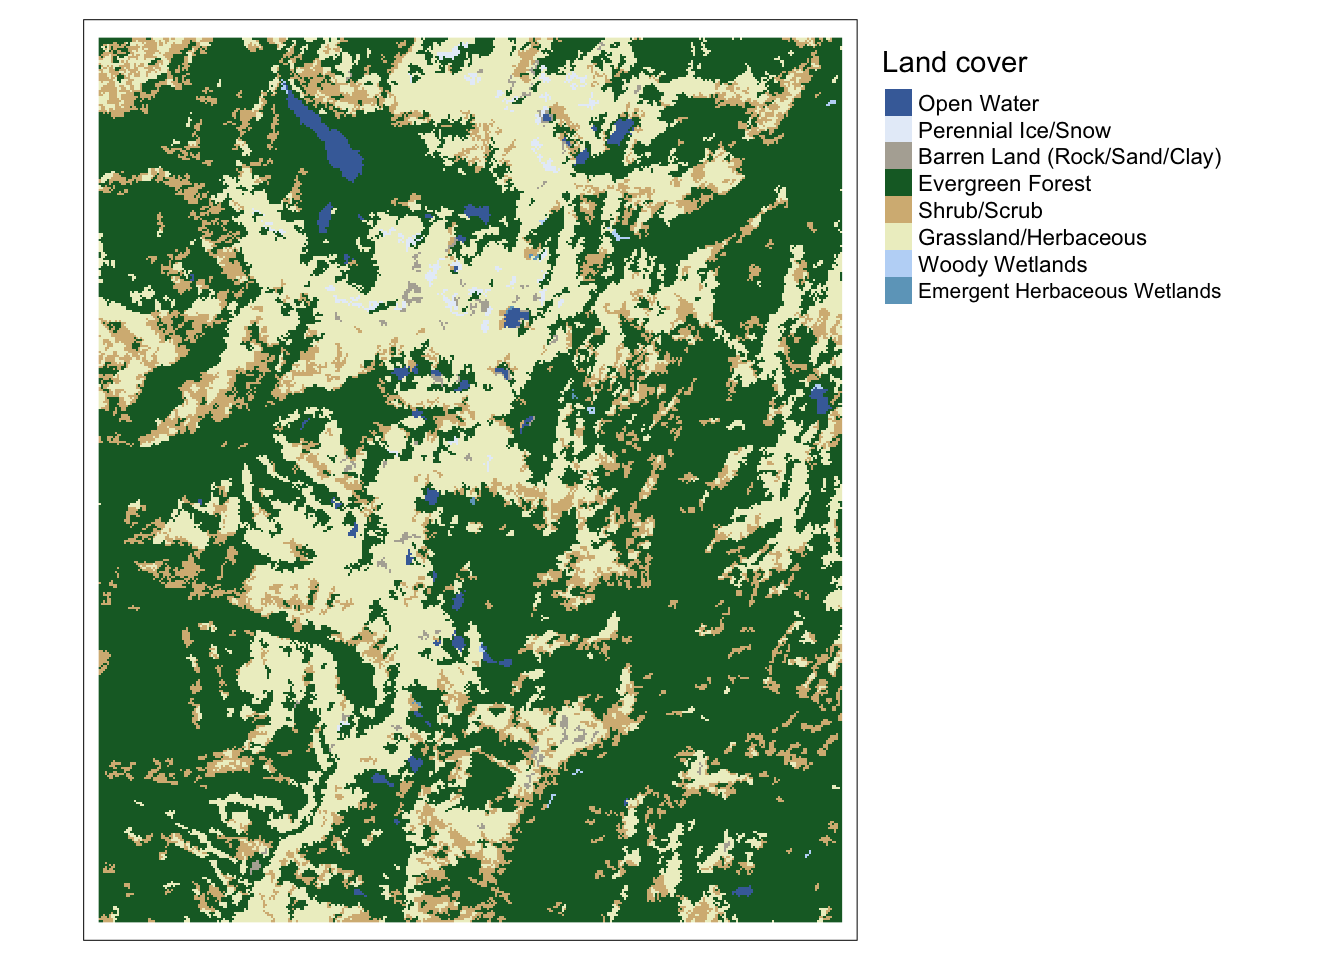 Land cover
Open Water
Perennial Ice/Snow
Barren Land (Rock/Sand/Clay)
Evergreen Forest
Shrub/Scrub
Grassland/Herbaceous
Woody Wetlands
Emergent Herbaceous Wetlands